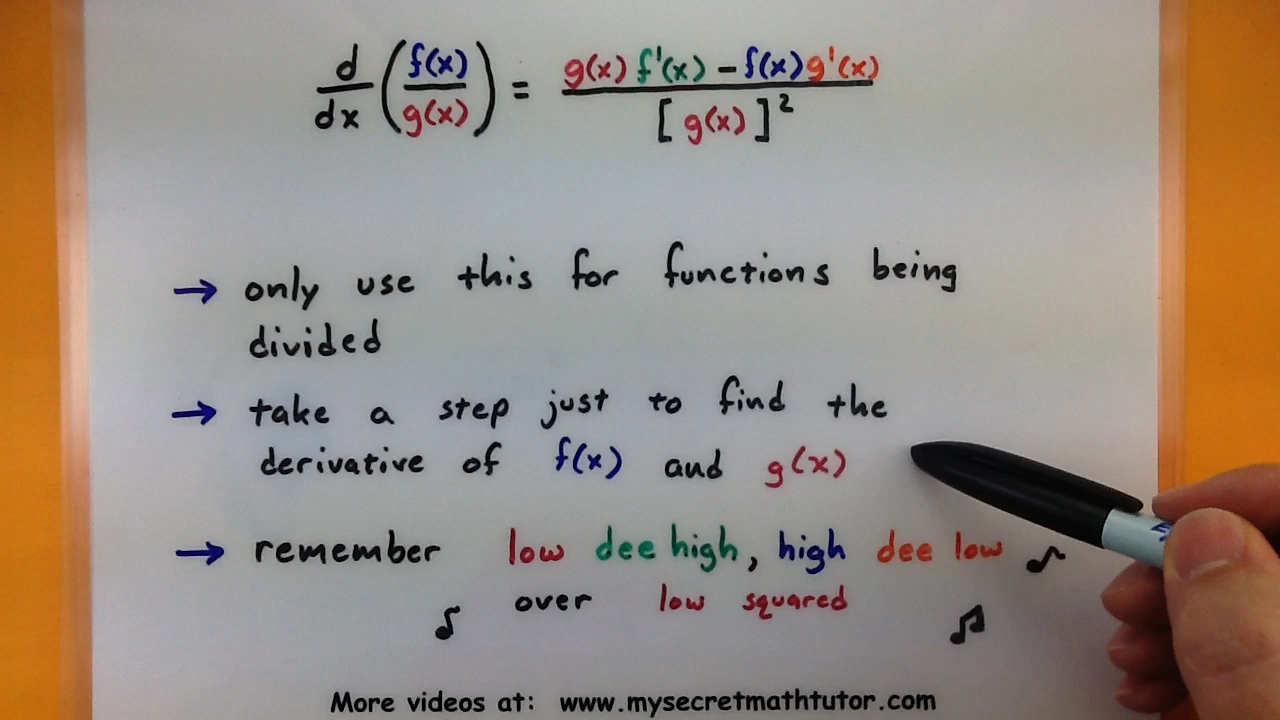 d/dx (f(x)/g(x)) = g(x) f'(x) - f(x) g'(x) / [g(x)]²
→ only use this for functions being
divided
→ take a step just to find the
derivative of f(x) and g(x)
→ remember low dee high, high dee low ♪
♪ over low squared ♫
More videos at: www.mysecretmathtutor.com